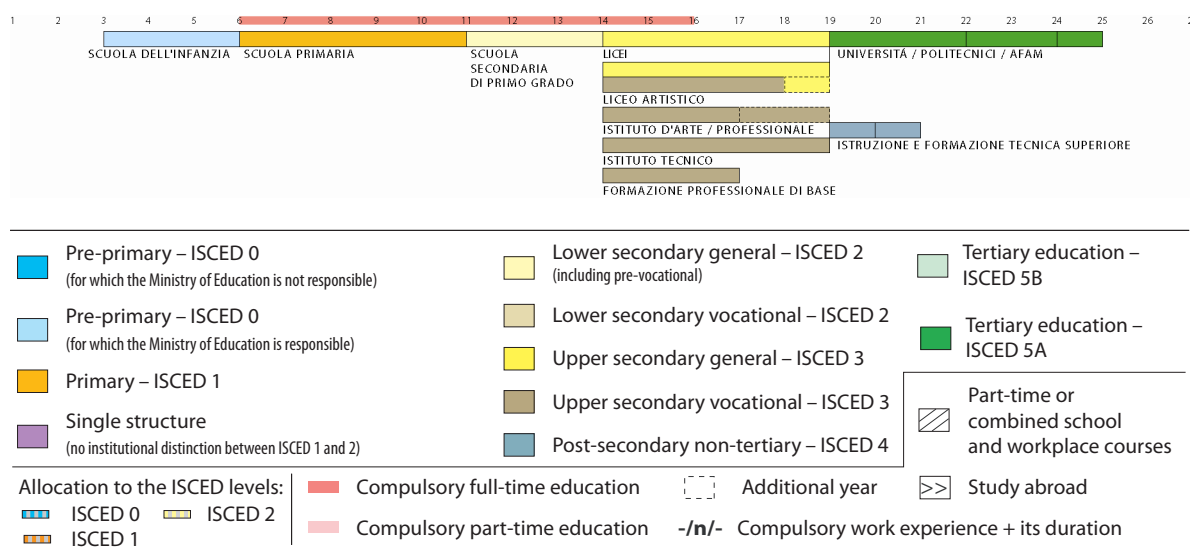 1 2 3 4 5 6 7 8 9 10 11 12 13 14 15 16 17 18 19 20 21 22 23 24 25 26
SCUOLA DELL'INFANZIA SCUOLA PRIMARIA SCUOLA LICEI UNIVERSITÁ / POLITECNICI / AFAM
SECONDARIA
DI PRIMO GRADO
LICEO ARTISTICO
ISTITUTO D'ARTE / PROFESSIONALE
ISTRUZIONE E FORMAZIONE TECNICA SUPERIORE
ISTITUTO TECNICO
FORMAZIONE PROFESSIONALE DI BASE
Pre-primary – ISCED 0
(for which the Ministry of Education is not responsible)
Pre-primary – ISCED 0
(for which the Ministry of Education is responsible)
Primary – ISCED 1
Single structure
(no institutional distinction between ISCED 1 and 2)
Lower secondary general – ISCED 2
(including pre-vocational)
Lower secondary vocational – ISCED 2
Upper secondary general – ISCED 3
Upper secondary vocational – ISCED 3
Post-secondary non-tertiary – ISCED 4
Tertiary education –
ISCED 5B
Tertiary education –
ISCED 5A
Part-time or
combined school
and workplace courses
Allocation to the ISCED levels:
ISCED 0 ISCED 2
ISCED 1
Compulsory full-time education
Compulsory part-time education
Additional year
-/n/- Compulsory work experience + its duration
>> Study abroad